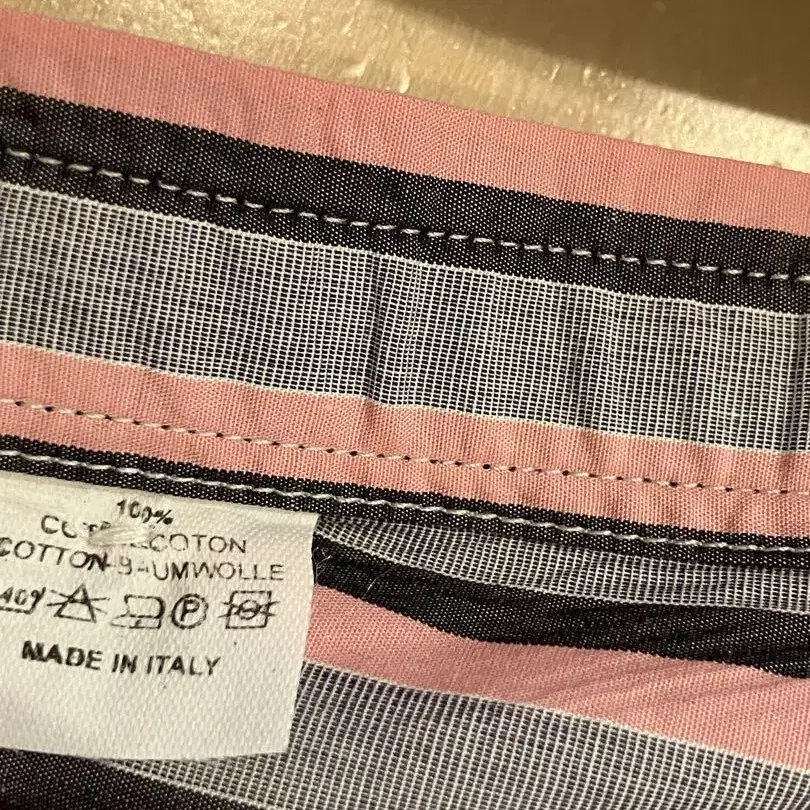 100%
COTON
COTTON-BAUMWOLLE
40° P
MADE IN ITALY